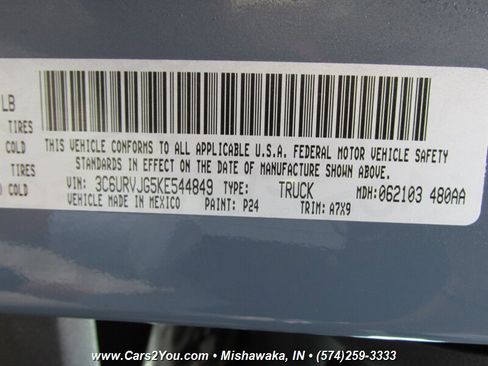 LB
TIRES
COLD
TIRES
COLD
THIS VEHICLE CONFORMS TO ALL APPLICABLE U.S.A. FEDERAL MOTOR VEHICLE SAFETY
STANDARDS IN EFFECT ON THE DATE OF MANUFACTURE SHOWN ABOVE.
VIN: 3C6URVJG5KE544849 TYPE: TRUCK MDH:062103 480AA
VEHICLE MADE IN MEXICO PAINT: P24 TRIM: A7X9
www.Cars2You.com • Mishawaka, IN • (574)259-3333